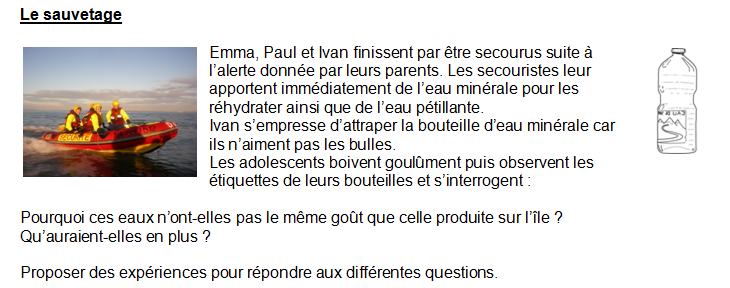 Le sauvetage
Emma, Paul et Ivan finissent par être secourus suite à
l'alerte donnée par leurs parents. Les secouristes leur
apportent immédiatement de l'eau minérale pour les
réhydrater ainsi que de l'eau pétillante.
Ivan s'empresse d'attraper la bouteille d'eau minérale car
ils n'aiment pas les bulles.
Les adolescents boivent goulûment puis observent les
étiquettes de leurs bouteilles et s'interrogent :
Pourquoi ces eaux n'ont-elles pas le même goût que celle produite sur l'île ?
Qu'auraient-elles en plus ?
Proposer des expériences pour répondre aux différentes questions.